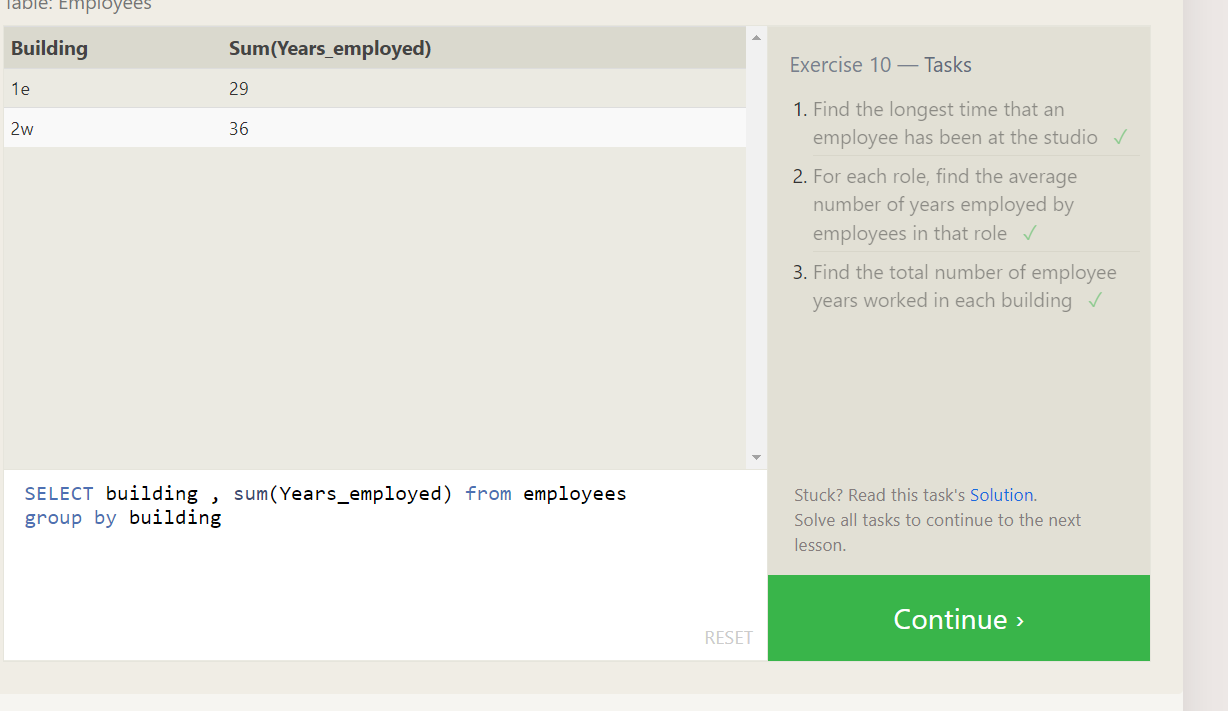 Table: Employees
Building Sum(Years_employed)
1e 29
2w 36
SELECT building , sum(Years_employed) from employees
group by building
RESET
Exercise 10 — Tasks
1. Find the longest time that an
employee has been at the studio ✓
2. For each role, find the average
number of years employed by
employees in that role ✓
3. Find the total number of employee
years worked in each building ✓
Stuck? Read this task's Solution.
Solve all tasks to continue to the next
lesson.
Continue ›